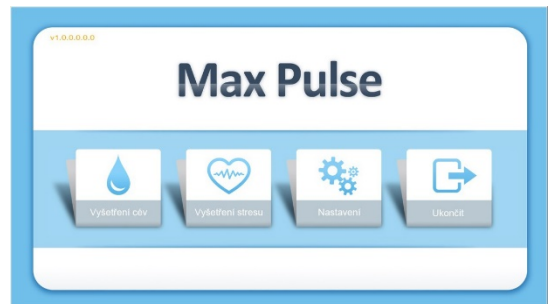 v1.0.0.0.0
Max Pulse
Vyšetření cév
Vyšetření stresu
Nastavení
Ukončit